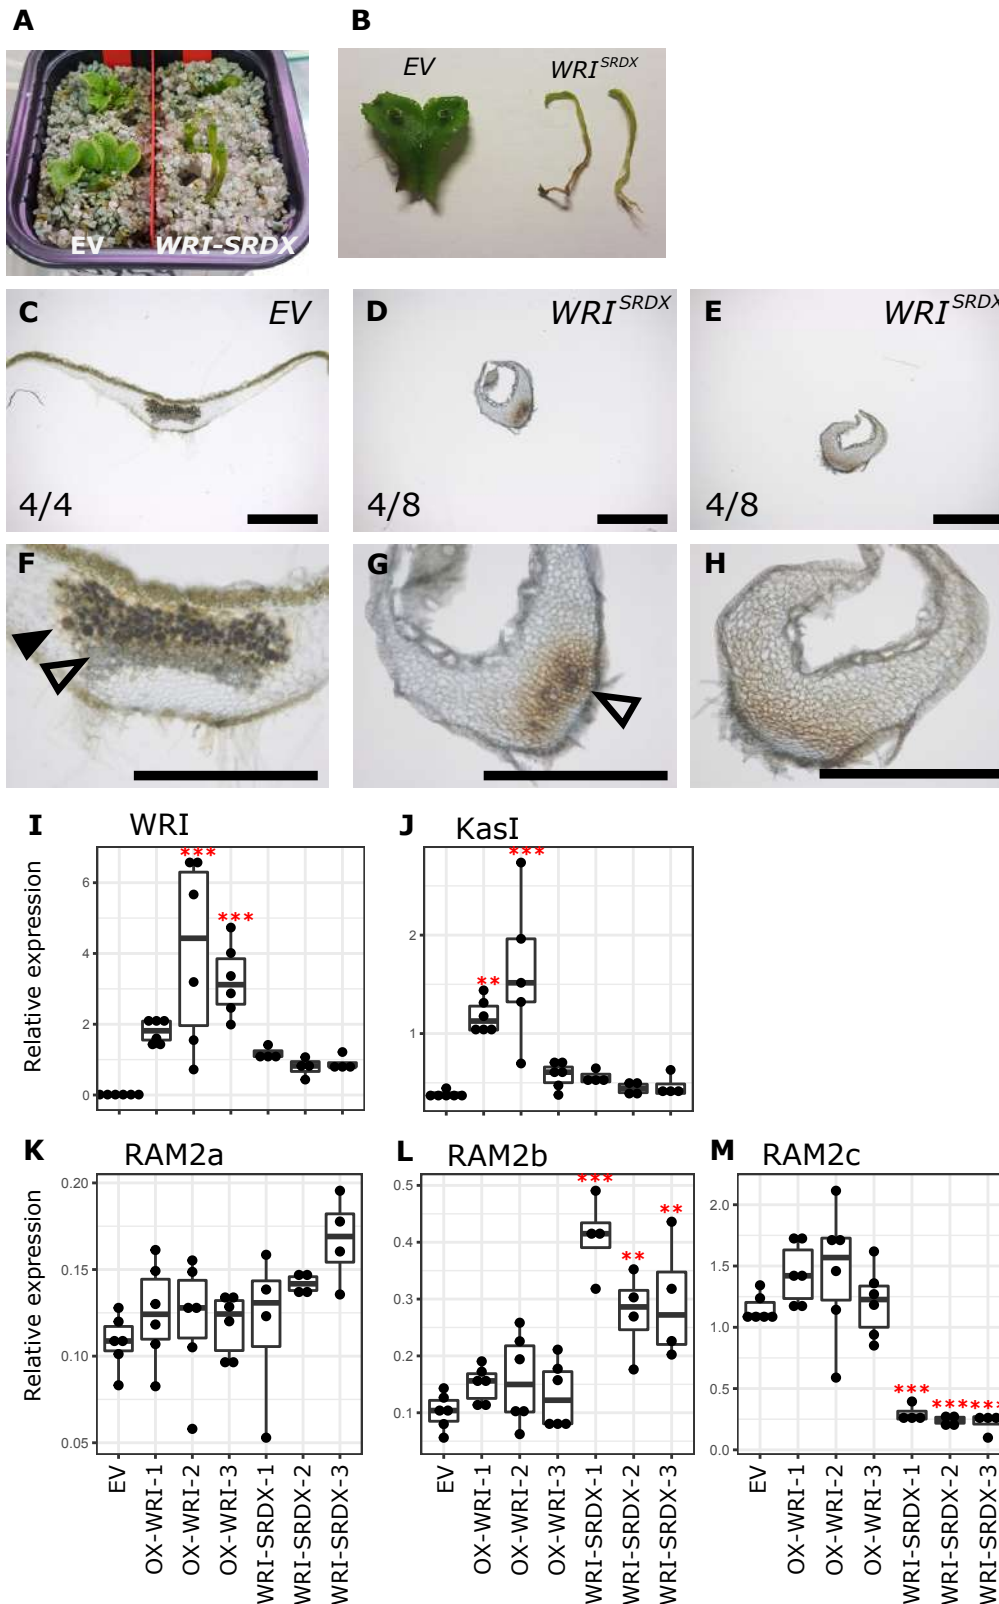 A
B
EV
WRI-SRDX
EV
WRI^SRDX
C
EV
4/4
D
WRI^SRDX
4/8
E
WRI^SRDX
4/8
F
G
H
I
WRI
Relative expression
6
4
2
0
***
***
J
KasI
2
1
**
***
K
RAM2a
Relative expression
0.20
0.15
0.10
0.05
EV
OX-WRI-1
OX-WRI-2
OX-WRI-3
WRI-SRDX-1
WRI-SRDX-2
WRI-SRDX-3
L
RAM2b
0.5
0.4
0.3
0.2
0.1
***
**
**
EV
OX-WRI-1
OX-WRI-2
OX-WRI-3
WRI-SRDX-1
WRI-SRDX-2
WRI-SRDX-3
M
RAM2c
2.0
1.5
1.0
0.5
0.0
***
***
***
EV
OX-WRI-1
OX-WRI-2
OX-WRI-3
WRI-SRDX-1
WRI-SRDX-2
WRI-SRDX-3